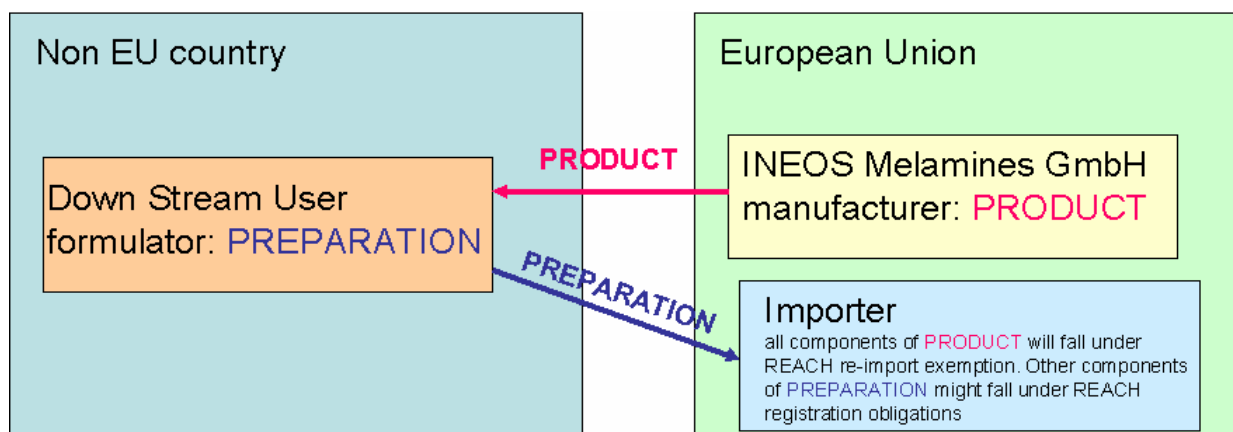 Non EU country
European Union
PRODUCT
INEOS Melamines GmbH
manufacturer: PRODUCT
Down Stream User
formulator: PREPARATION
PREPARATION
Importer
all components of PRODUCT will fall under
REACH re-import exemption. Other components
of PREPARATION might fall under REACH
registration obligations